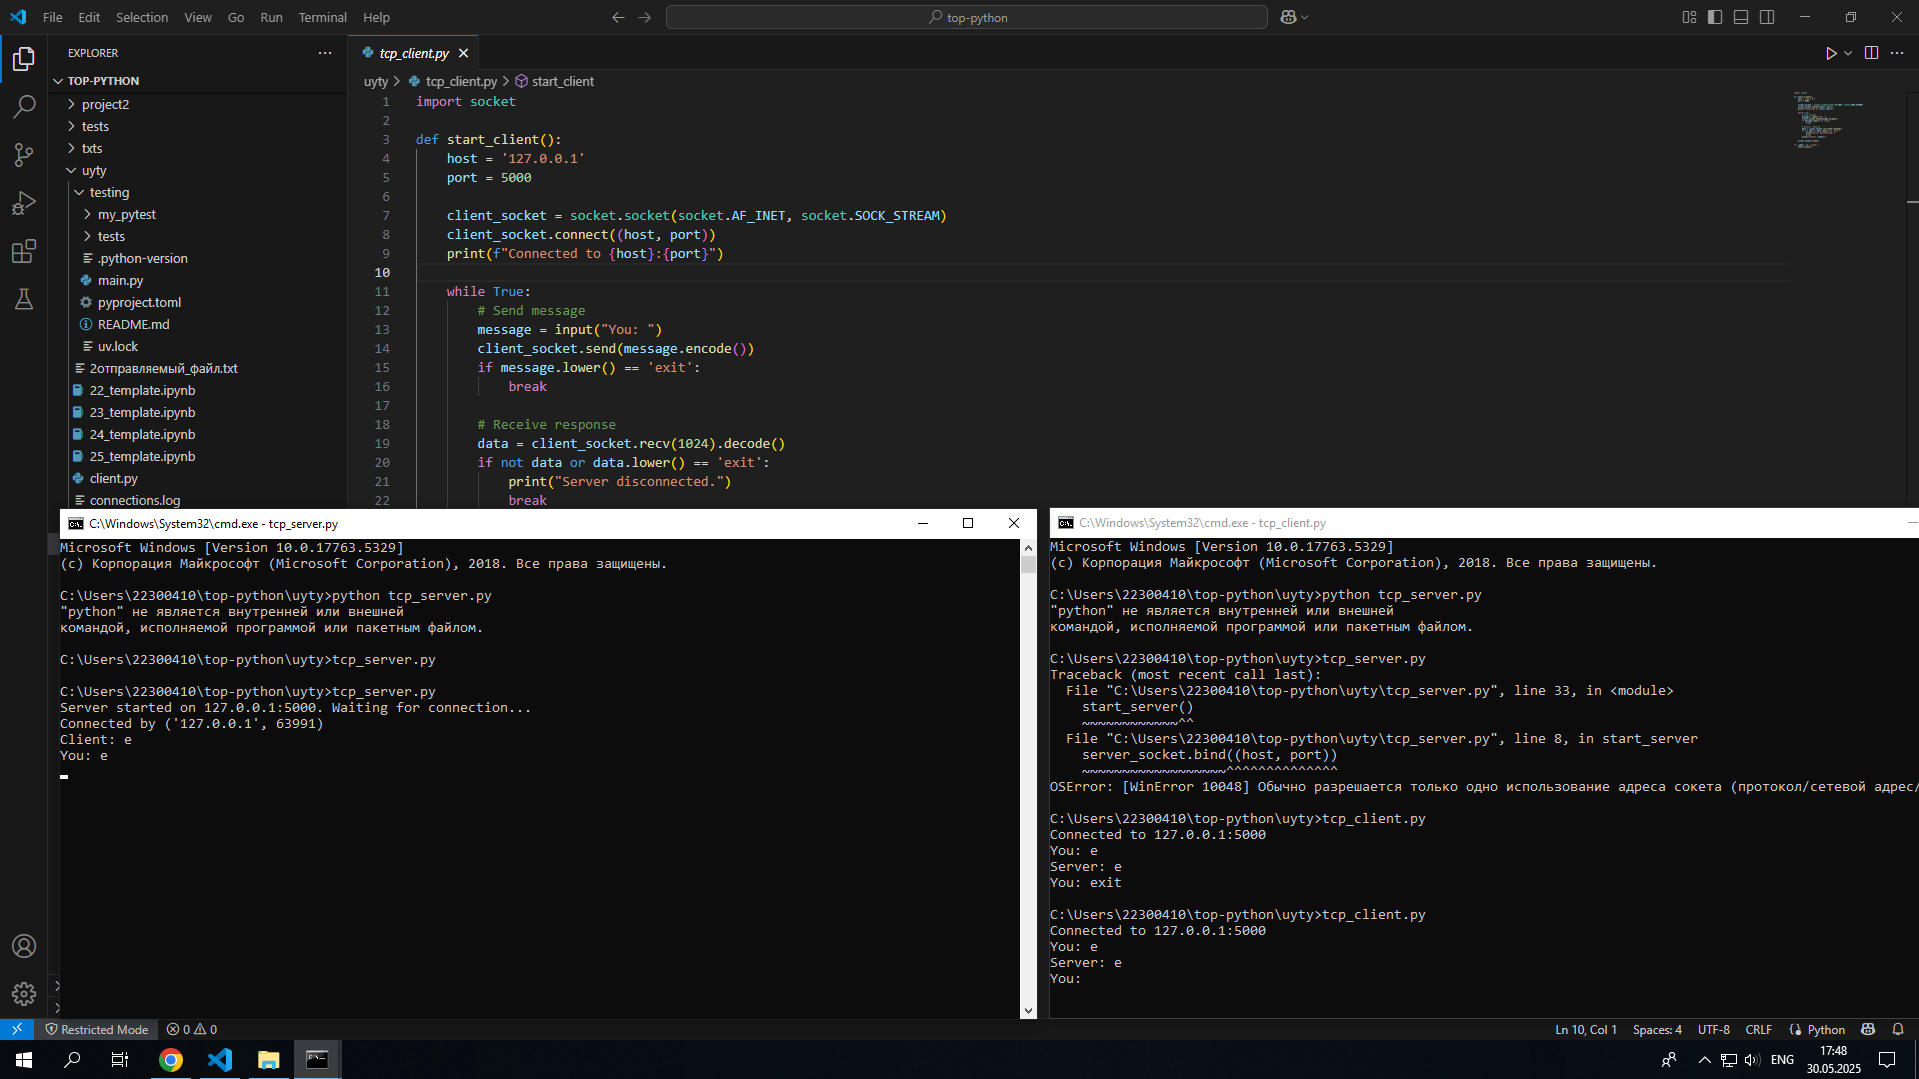 File Edit Selection View Go Run Terminal Help
top-python
EXPLORER
TOP-PYTHON
project2
tests
txts
uyty
testing
my_pytest
tests
.python-version
main.py
pyproject.toml
README.md
uv.lock
2отправляемый_файл.txt
22_template.ipynb
23_template.ipynb
24_template.ipynb
25_template.ipynb
client.py
connections.log
tcp_client.py
uyty > tcp_client.py > start_client
1 import socket
2
3 def start_client():
4 host = '127.0.0.1'
5 port = 5000
6
7 client_socket = socket.socket(socket.AF_INET, socket.SOCK_STREAM)
8 client_socket.connect((host, port))
9 print(f"Connected to {host}:{port}")
10
11 while True:
12 # Send message
13 message = input("You: ")
14 client_socket.send(message.encode())
15 if message.lower() == 'exit':
16 break
17
18 # Receive response
19 data = client_socket.recv(1024).decode()
20 if not data or data.lower() == 'exit':
21 print("Server disconnected.")
22 break
C:\Windows\System32\cmd.exe - tcp_server.py
Microsoft Windows [Version 10.0.17763.5329]
(c) Корпорация Майкрософт (Microsoft Corporation), 2018. Все права защищены.
C:\Users\22300410\top-python\uyty>python tcp_server.py
"python" не является внутренней или внешней
командой, исполняемой программой или пакетным файлом.
C:\Users\22300410\top-python\uyty>tcp_server.py
C:\Users\22300410\top-python\uyty>tcp_server.py
Server started on 127.0.0.1:5000. Waiting for connection...
Connected by ('127.0.0.1', 63991)
Client: e
You: e
C:\Windows\System32\cmd.exe - tcp_client.py
Microsoft Windows [Version 10.0.17763.5329]
(c) Корпорация Майкрософт (Microsoft Corporation), 2018. Все права защищены.
C:\Users\22300410\top-python\uyty>python tcp_server.py
"python" не является внутренней или внешней
командой, исполняемой программой или пакетным файлом.
C:\Users\22300410\top-python\uyty>tcp_server.py
Traceback (most recent call last):
File "C:\Users\22300410\top-python\uyty\tcp_server.py", line 33, in <module>
start_server()
~~~~~~~~~~~~^^
File "C:\Users\22300410\top-python\uyty\tcp_server.py", line 8, in start_server
server_socket.bind((host, port))
~~~~~~~~~~~~~~~~~~^^^^^^^^^^^^^^
OSError: [WinError 10048] Обычно разрешается только одно использование адреса сокета (протокол/сетевой адрес/
C:\Users\22300410\top-python\uyty>tcp_client.py
Connected to 127.0.0.1:5000
You: e
Server: e
You: exit
C:\Users\22300410\top-python\uyty>tcp_client.py
Connected to 127.0.0.1:5000
You: e
Server: e
You:
Restricted Mode 0 0 Ln 10, Col 1 Spaces: 4 UTF-8 CRLF Python
ENG
17:48
30.05.2025